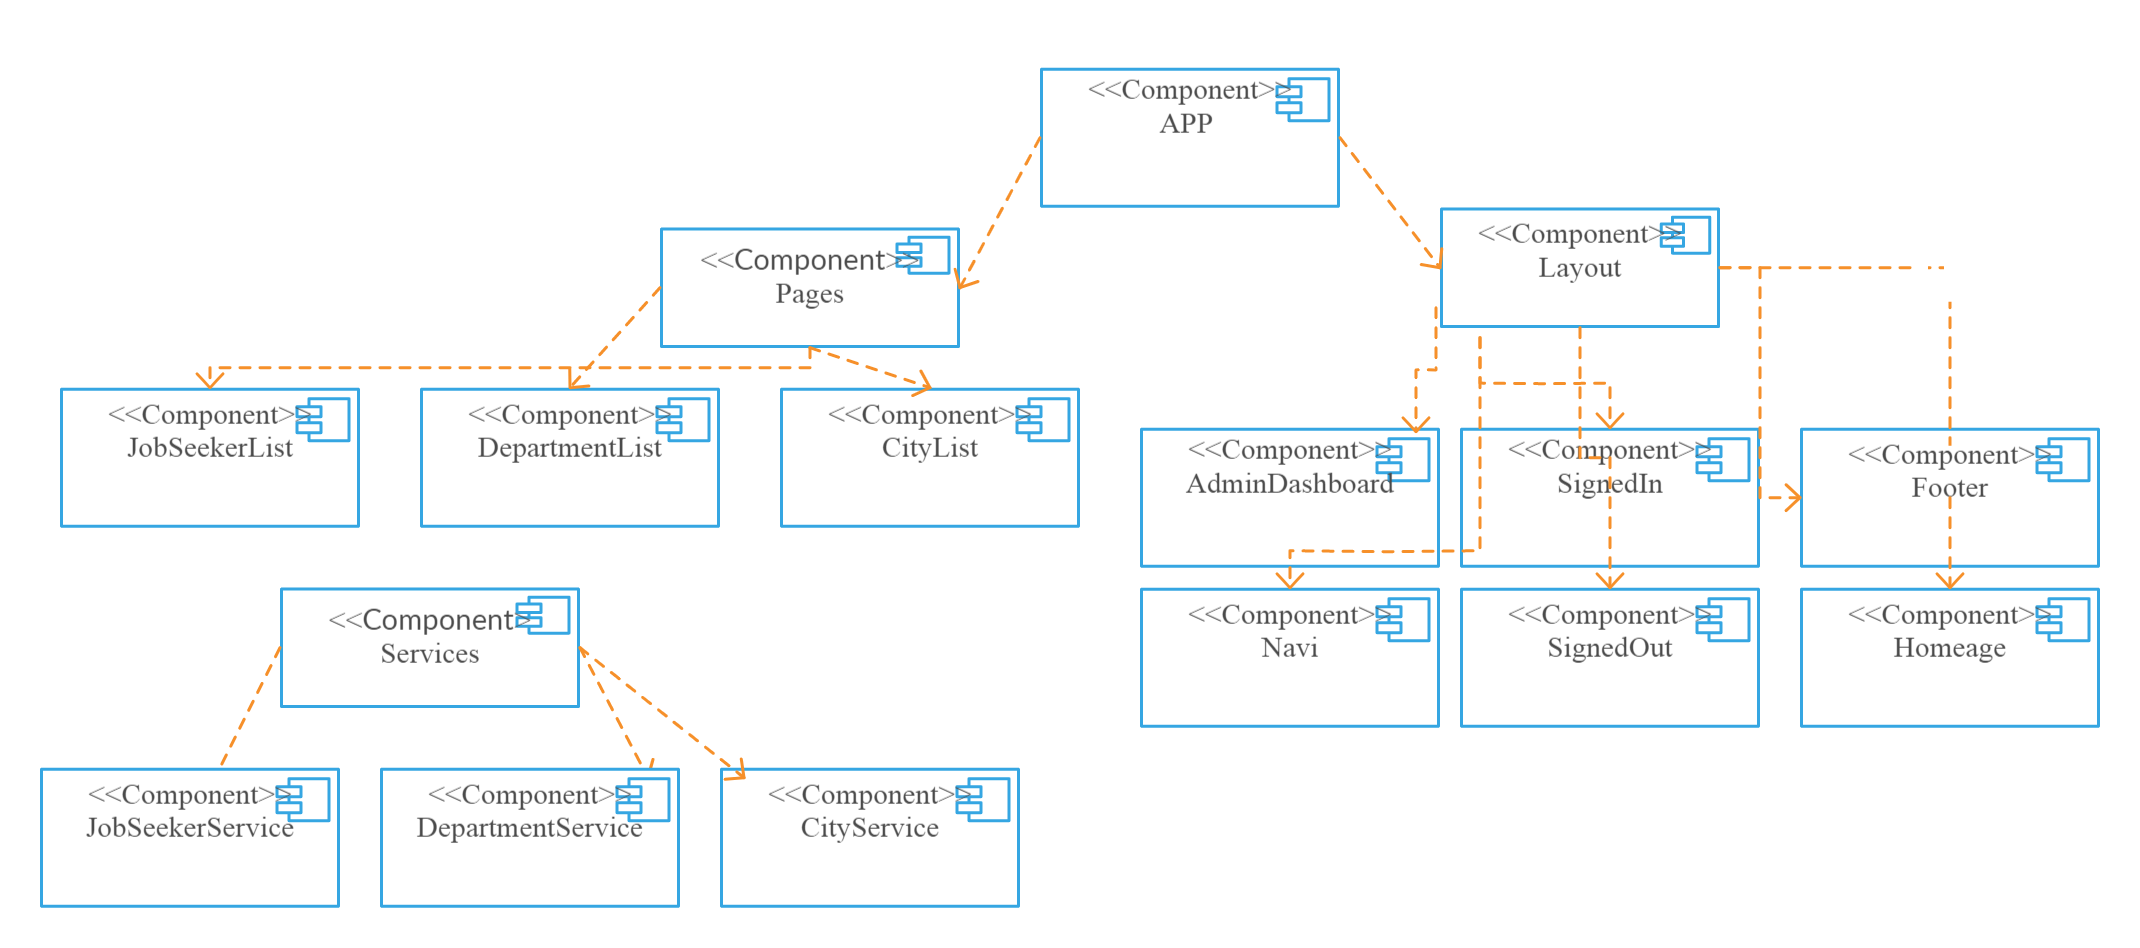 <<Component>>
APP
<<Component>>
Pages
<<Component>>
Layout
<<Component>>
JobSeekerList
<<Component>>
DepartmentList
<<Component>>
CityList
<<Component>>
AdminDashboard
<<Component>>
SignedIn
<<Component>>
Footer
<<Component>>
Services
<<Component>>
Navi
<<Component>>
SignedOut
<<Component>>
Homeage
<<Component>>
JobSeekerService
<<Component>>
DepartmentService
<<Component>>
CityService